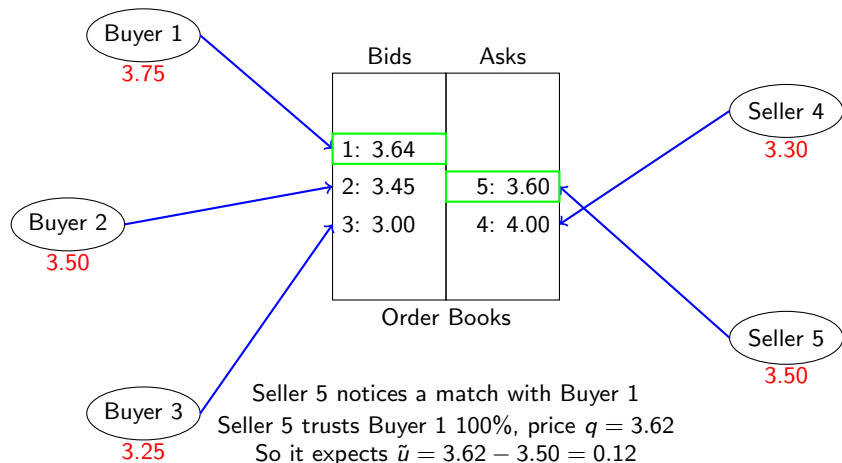 Buyer 1
3.75
Bids Asks
Seller 4
3.30
1: 3.64
2: 3.45 5: 3.60
3: 3.00 4: 4.00
Buyer 2
3.50
Order Books
Seller 5
3.50
Buyer 3
3.25
Seller 5 notices a match with Buyer 1
Seller 5 trusts Buyer 1 100%, price q = 3.62
So it expects ũ = 3.62 − 3.50 = 0.12